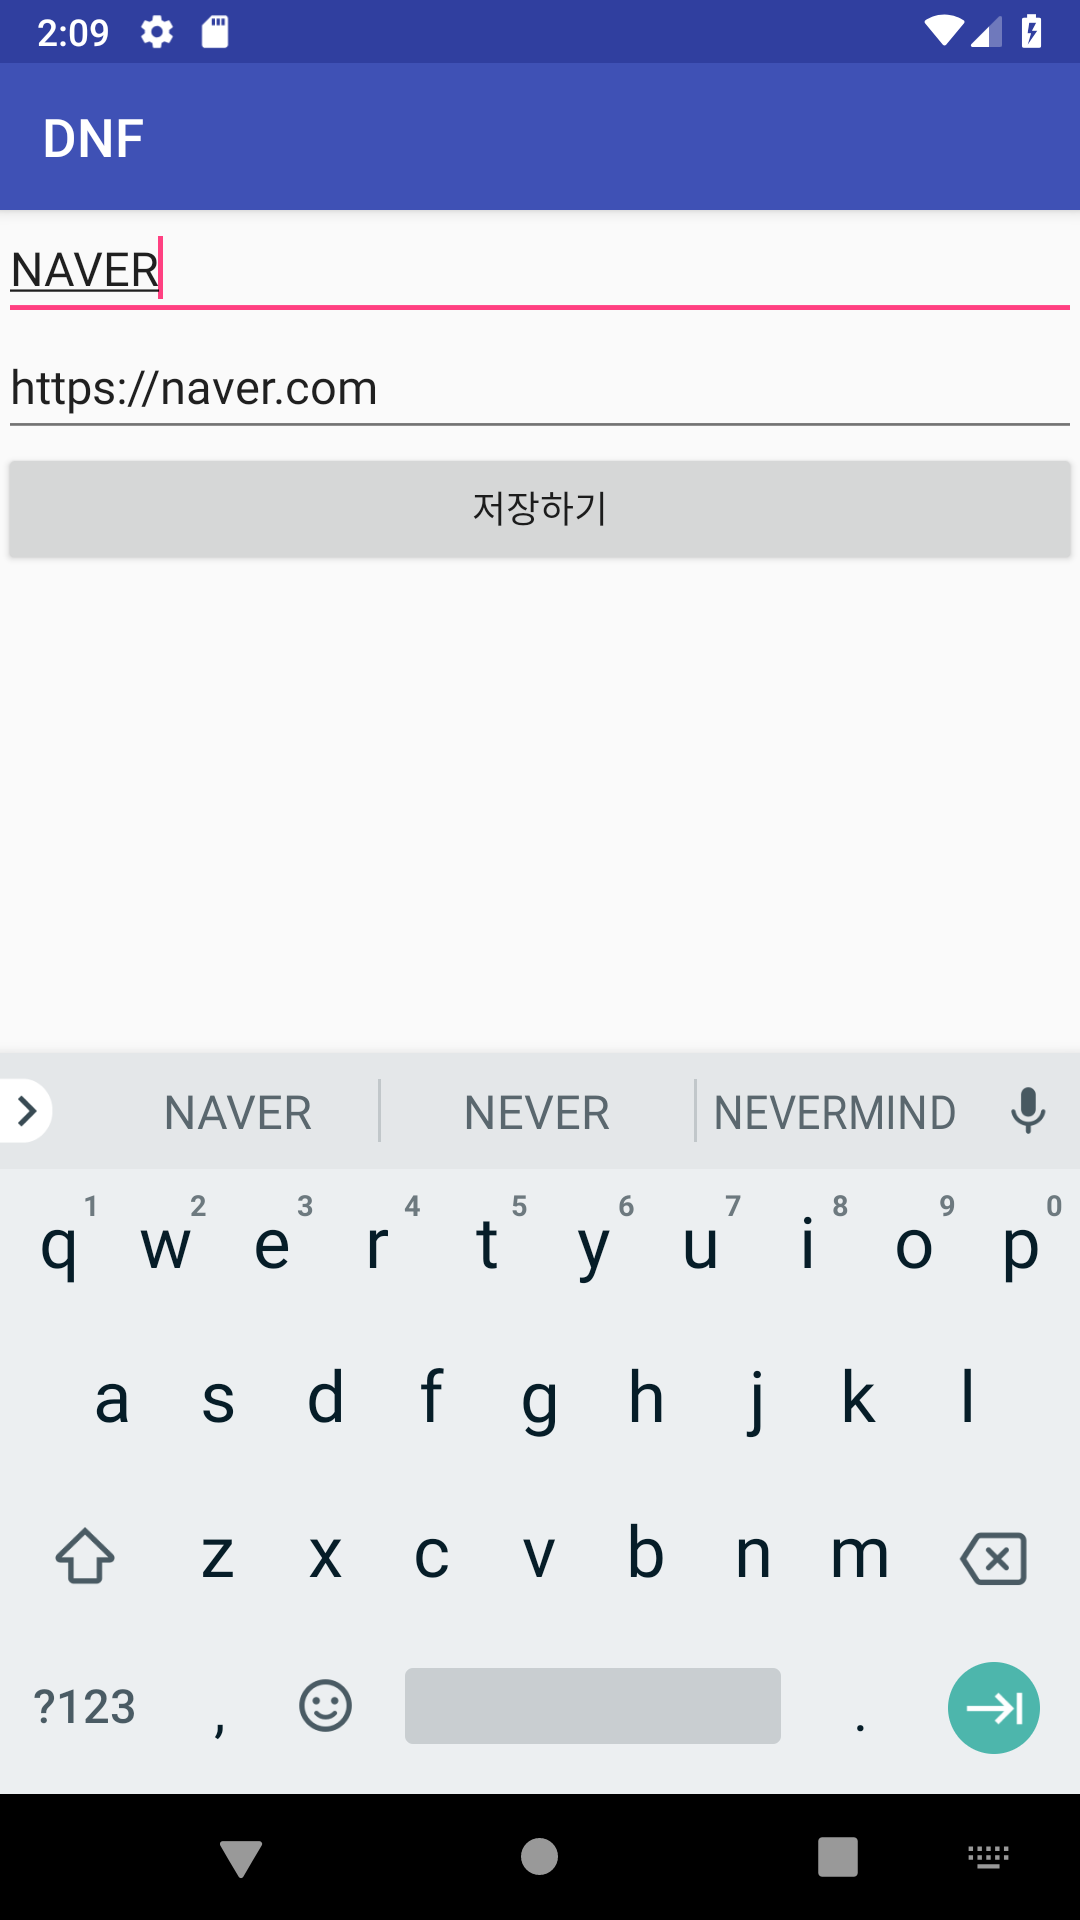 2:09
DNF
NAVER
https://naver.com
저장하기
NAVER NEVER NEVERMIND
1 2 3 4 5 6 7 8 9 0
q w e r t y u i o p
a s d f g h j k l
z x c v b n m
?123 , .